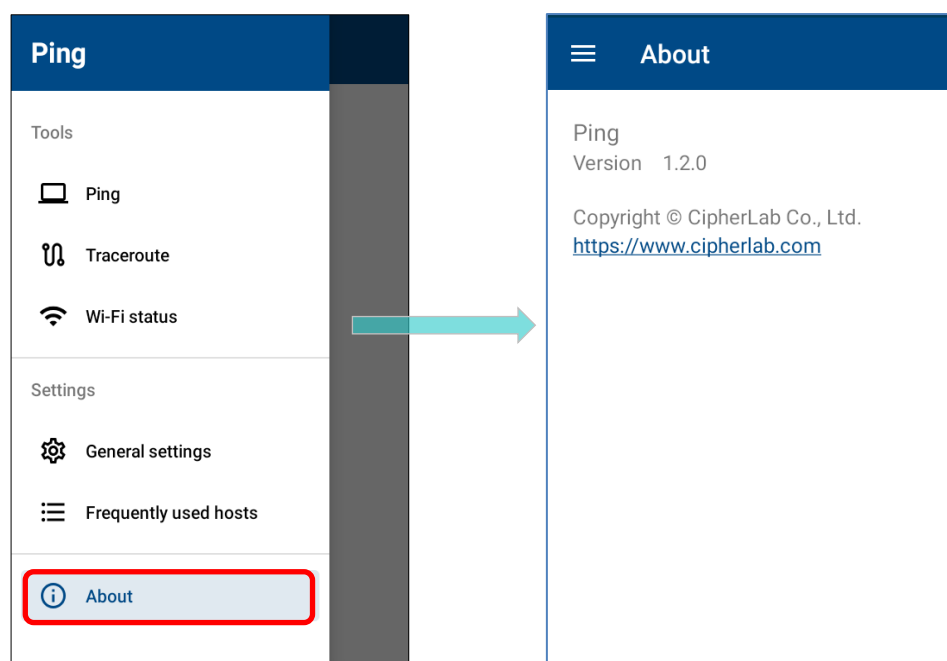 Ping
Tools
Ping
Traceroute
Wi-Fi status
Settings
General settings
Frequently used hosts
About
About
Ping
Version 1.2.0
Copyright © CipherLab Co., Ltd.
https://www.cipherlab.com